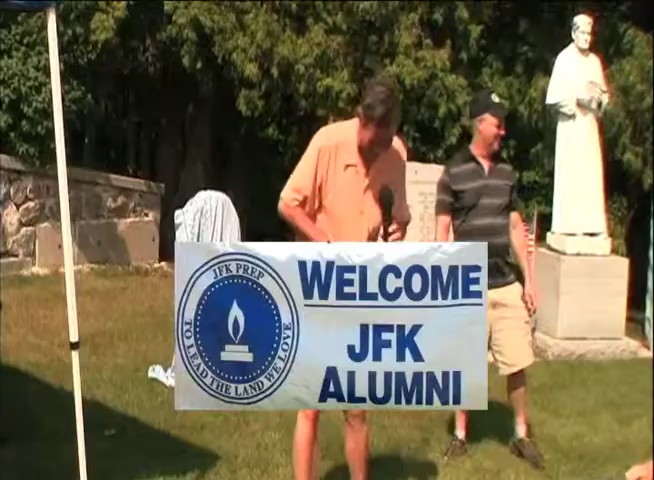 JFK PREP
TO LEAD THE LAND WE LOVE
WELCOME
JFK
ALUMNI